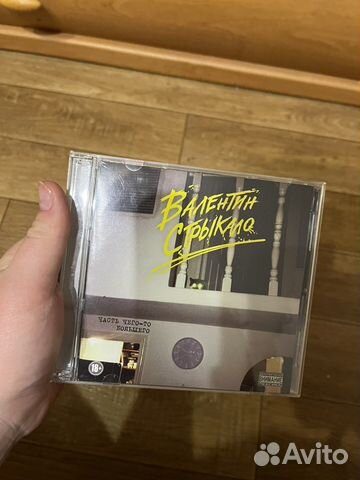 Валентин
Стрыкало
часть чего-то
большего
18+
Avito